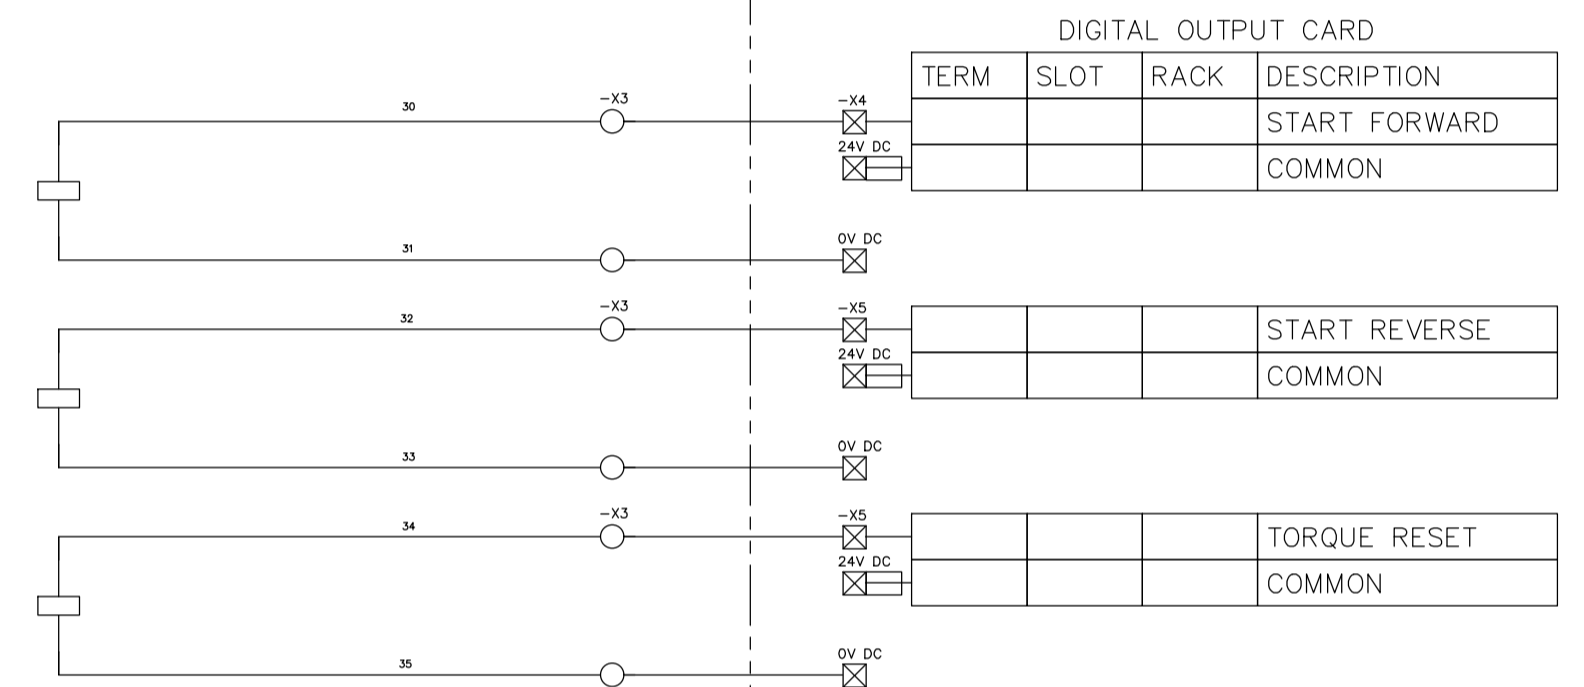 DIGITAL OUTPUT CARD
TERM SLOT RACK DESCRIPTION
30 -X3 -X4 START FORWARD
24V DC COMMON
31 0V DC
32 -X3 -X5 START REVERSE
24V DC COMMON
33 0V DC
34 -X3 -X5 TORQUE RESET
24V DC COMMON
35 0V DC